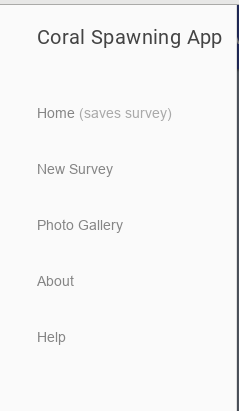 Coral Spawning App
Home (saves survey)
New Survey
Photo Gallery
About
Help